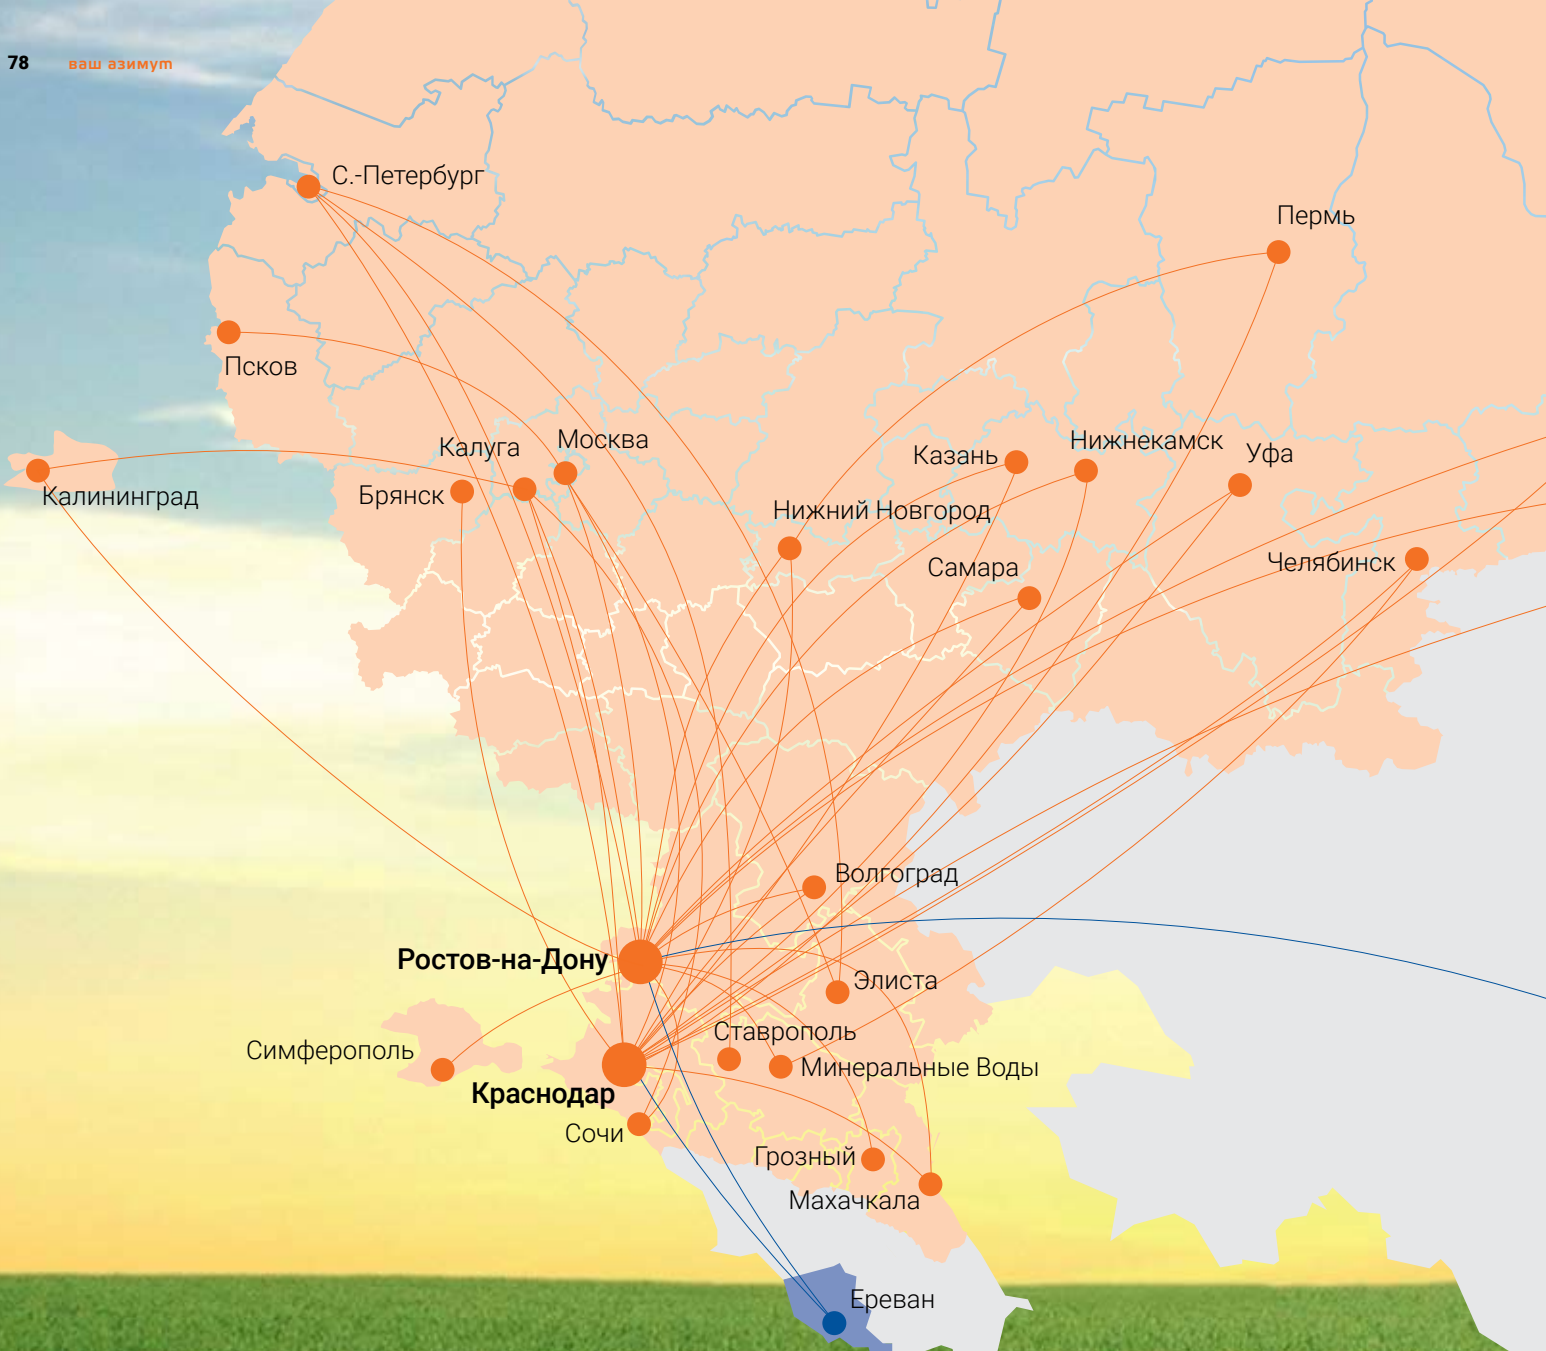 78 ваш азимут
С.-Петербург
Пермь
Псков
Калуга
Москва
Казань
Нижнекамск
Уфа
Калининград
Брянск
Нижний Новгород
Самара
Челябинск
Волгоград
Ростов-на-Дону
Элиста
Ставрополь
Симферополь
Минеральные Воды
Краснодар
Сочи
Грозный
Махачкала
Ереван